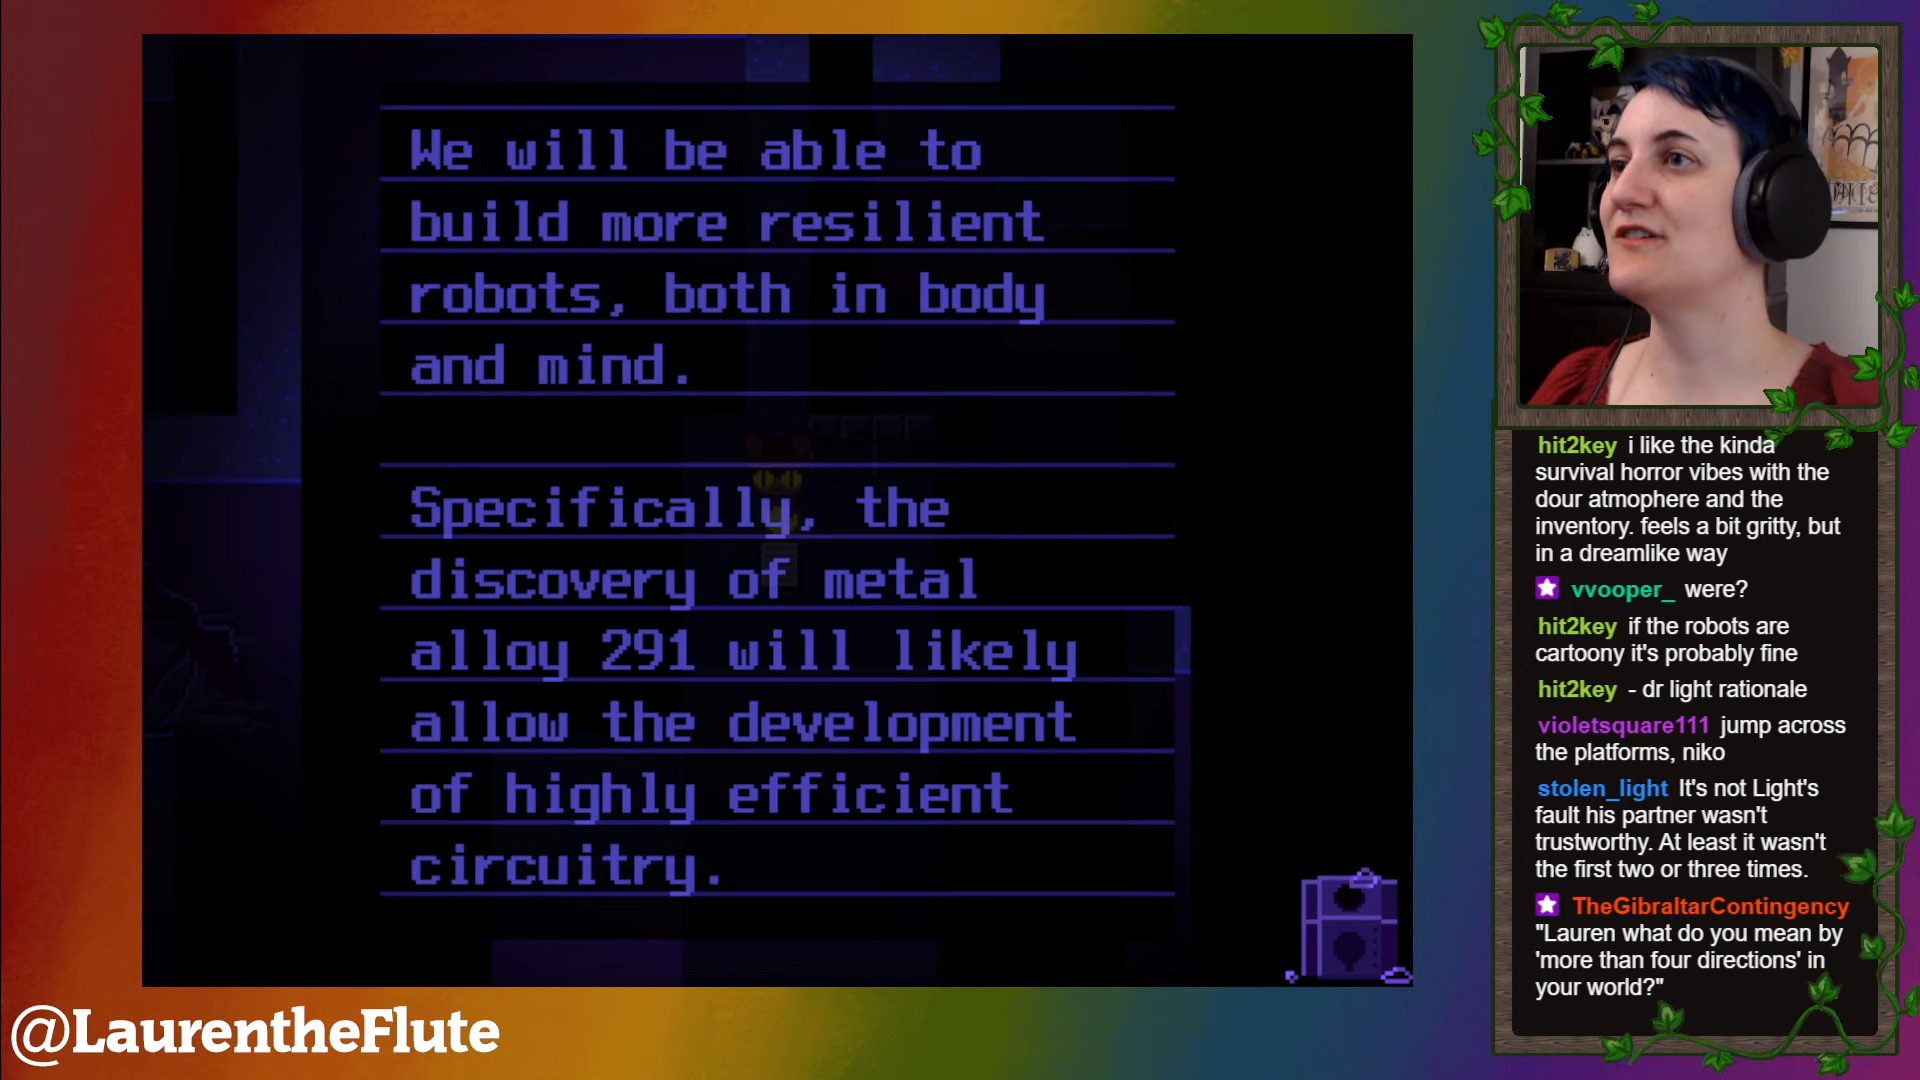 We will be able to
build more resilient
robots, both in body
and mind.
Specifically, the
discovery of metal
alloy 291 will likely
allow the development
of highly efficient
circuitry.
hit2key i like the kinda
survival horror vibes with the
dour atmophere and the
inventory. feels a bit gritty, but
in a dreamlike way
vvooper_ were?
hit2key if the robots are
cartoony it's probably fine
hit2key - dr light rationale
violetsquare111 jump across
the platforms, niko
stolen_light It's not Light's
fault his partner wasn't
trustworthy. At least it wasn't
the first two or three times.
TheGibraltarContingency
"Lauren what do you mean by
'more than four directions' in
your world?"
@LaurentheFlute